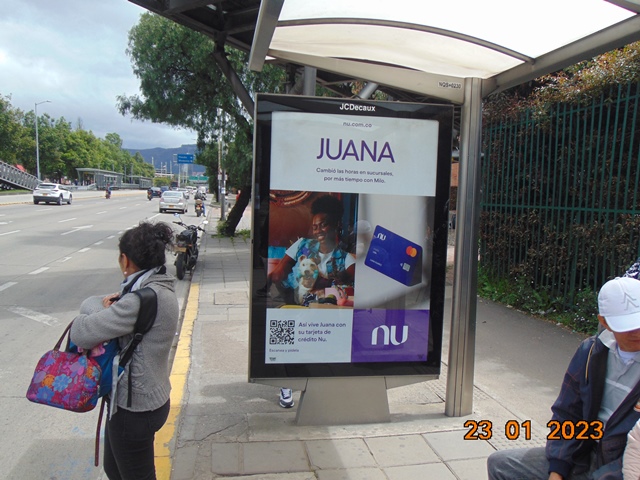 JCDecaux
nu.com.co
JUANA
Cambió las horas en sucursales,
por más tiempo con Milo.
nu
Así vive Juana con
su tarjeta de
crédito Nu.
nu
23 01 2023